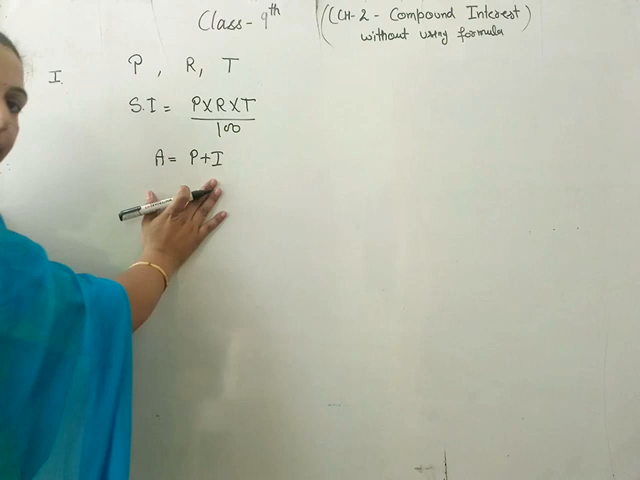 Class - 9th
(CH-2 - Compound Interest)
without using formula
I.
P, R, T
S.I = P×R×T
100
A = P+I